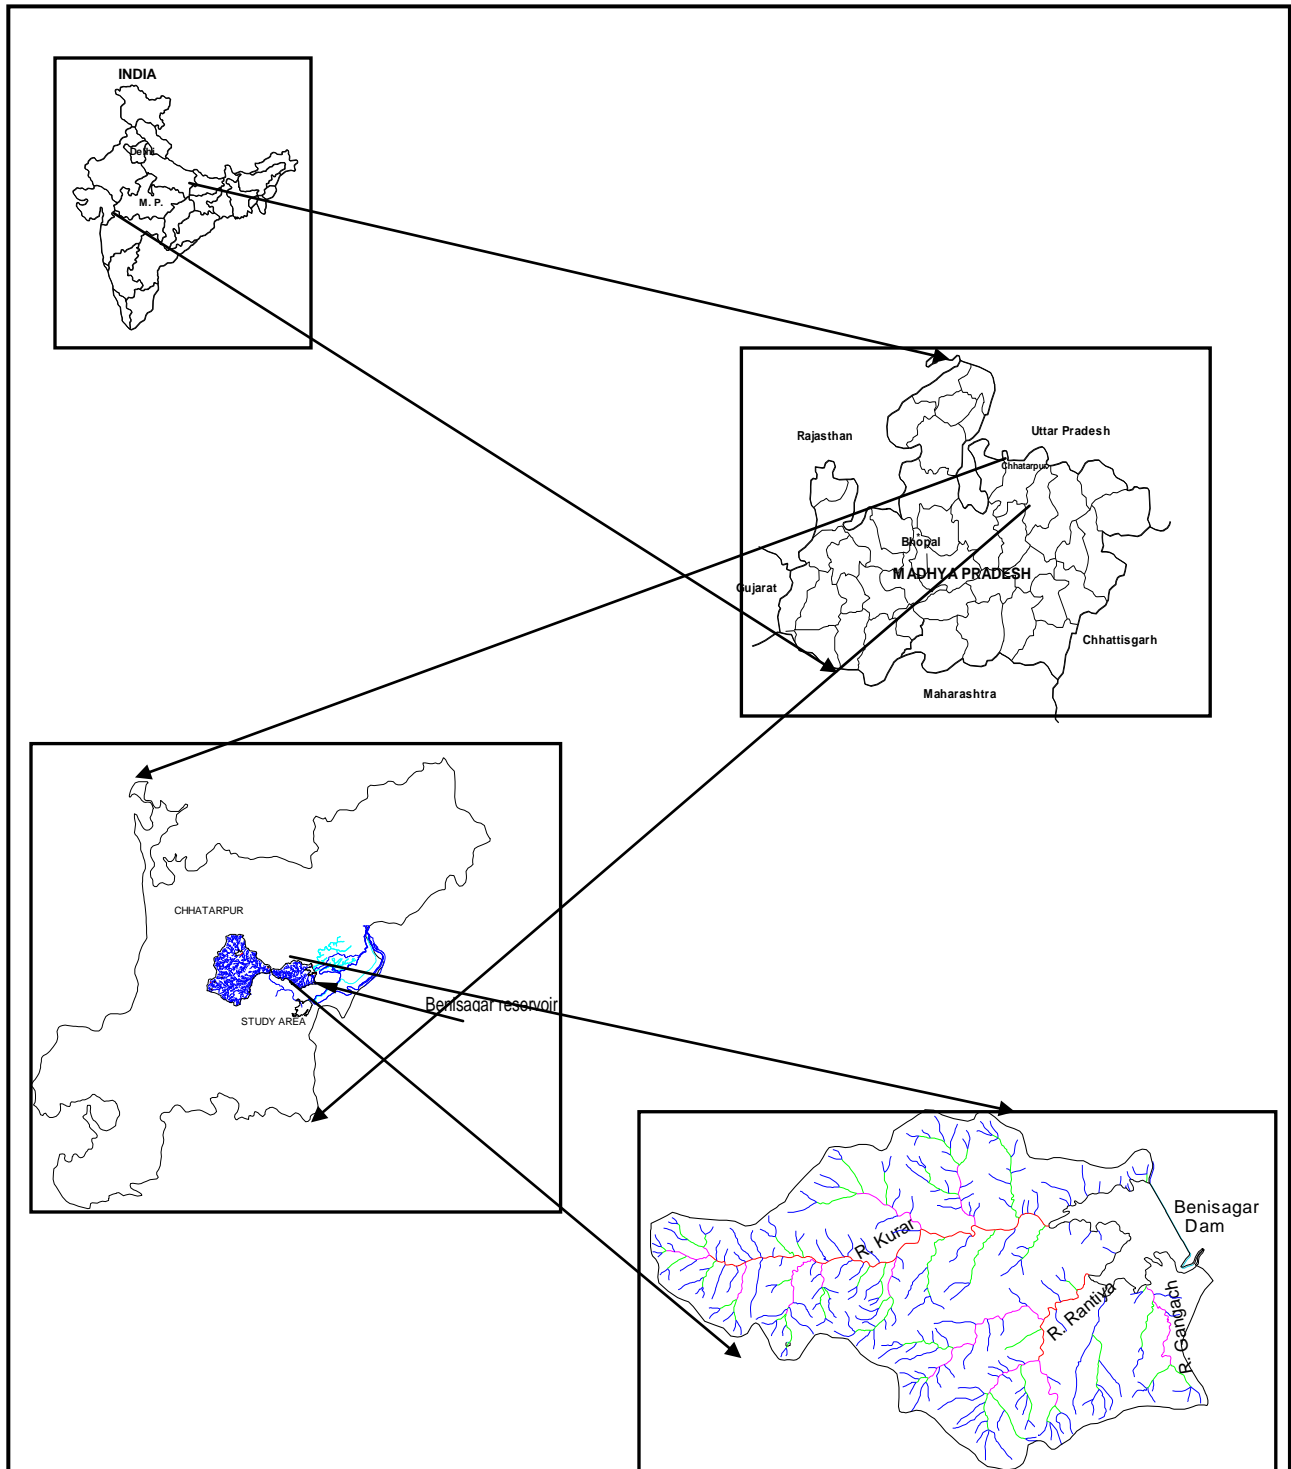 INDIA
Delhi
M. P.
Rajasthan
Uttar Pradesh
Chhatarpur
Bhopal
MADHYA PRADESH
Gujarat
Chhattisgarh
Maharashtra
CHHATARPUR
Benisagar reservoir
STUDY AREA
Benisagar
Dam
R. Kurar
R. Rantiya
R. Gangach